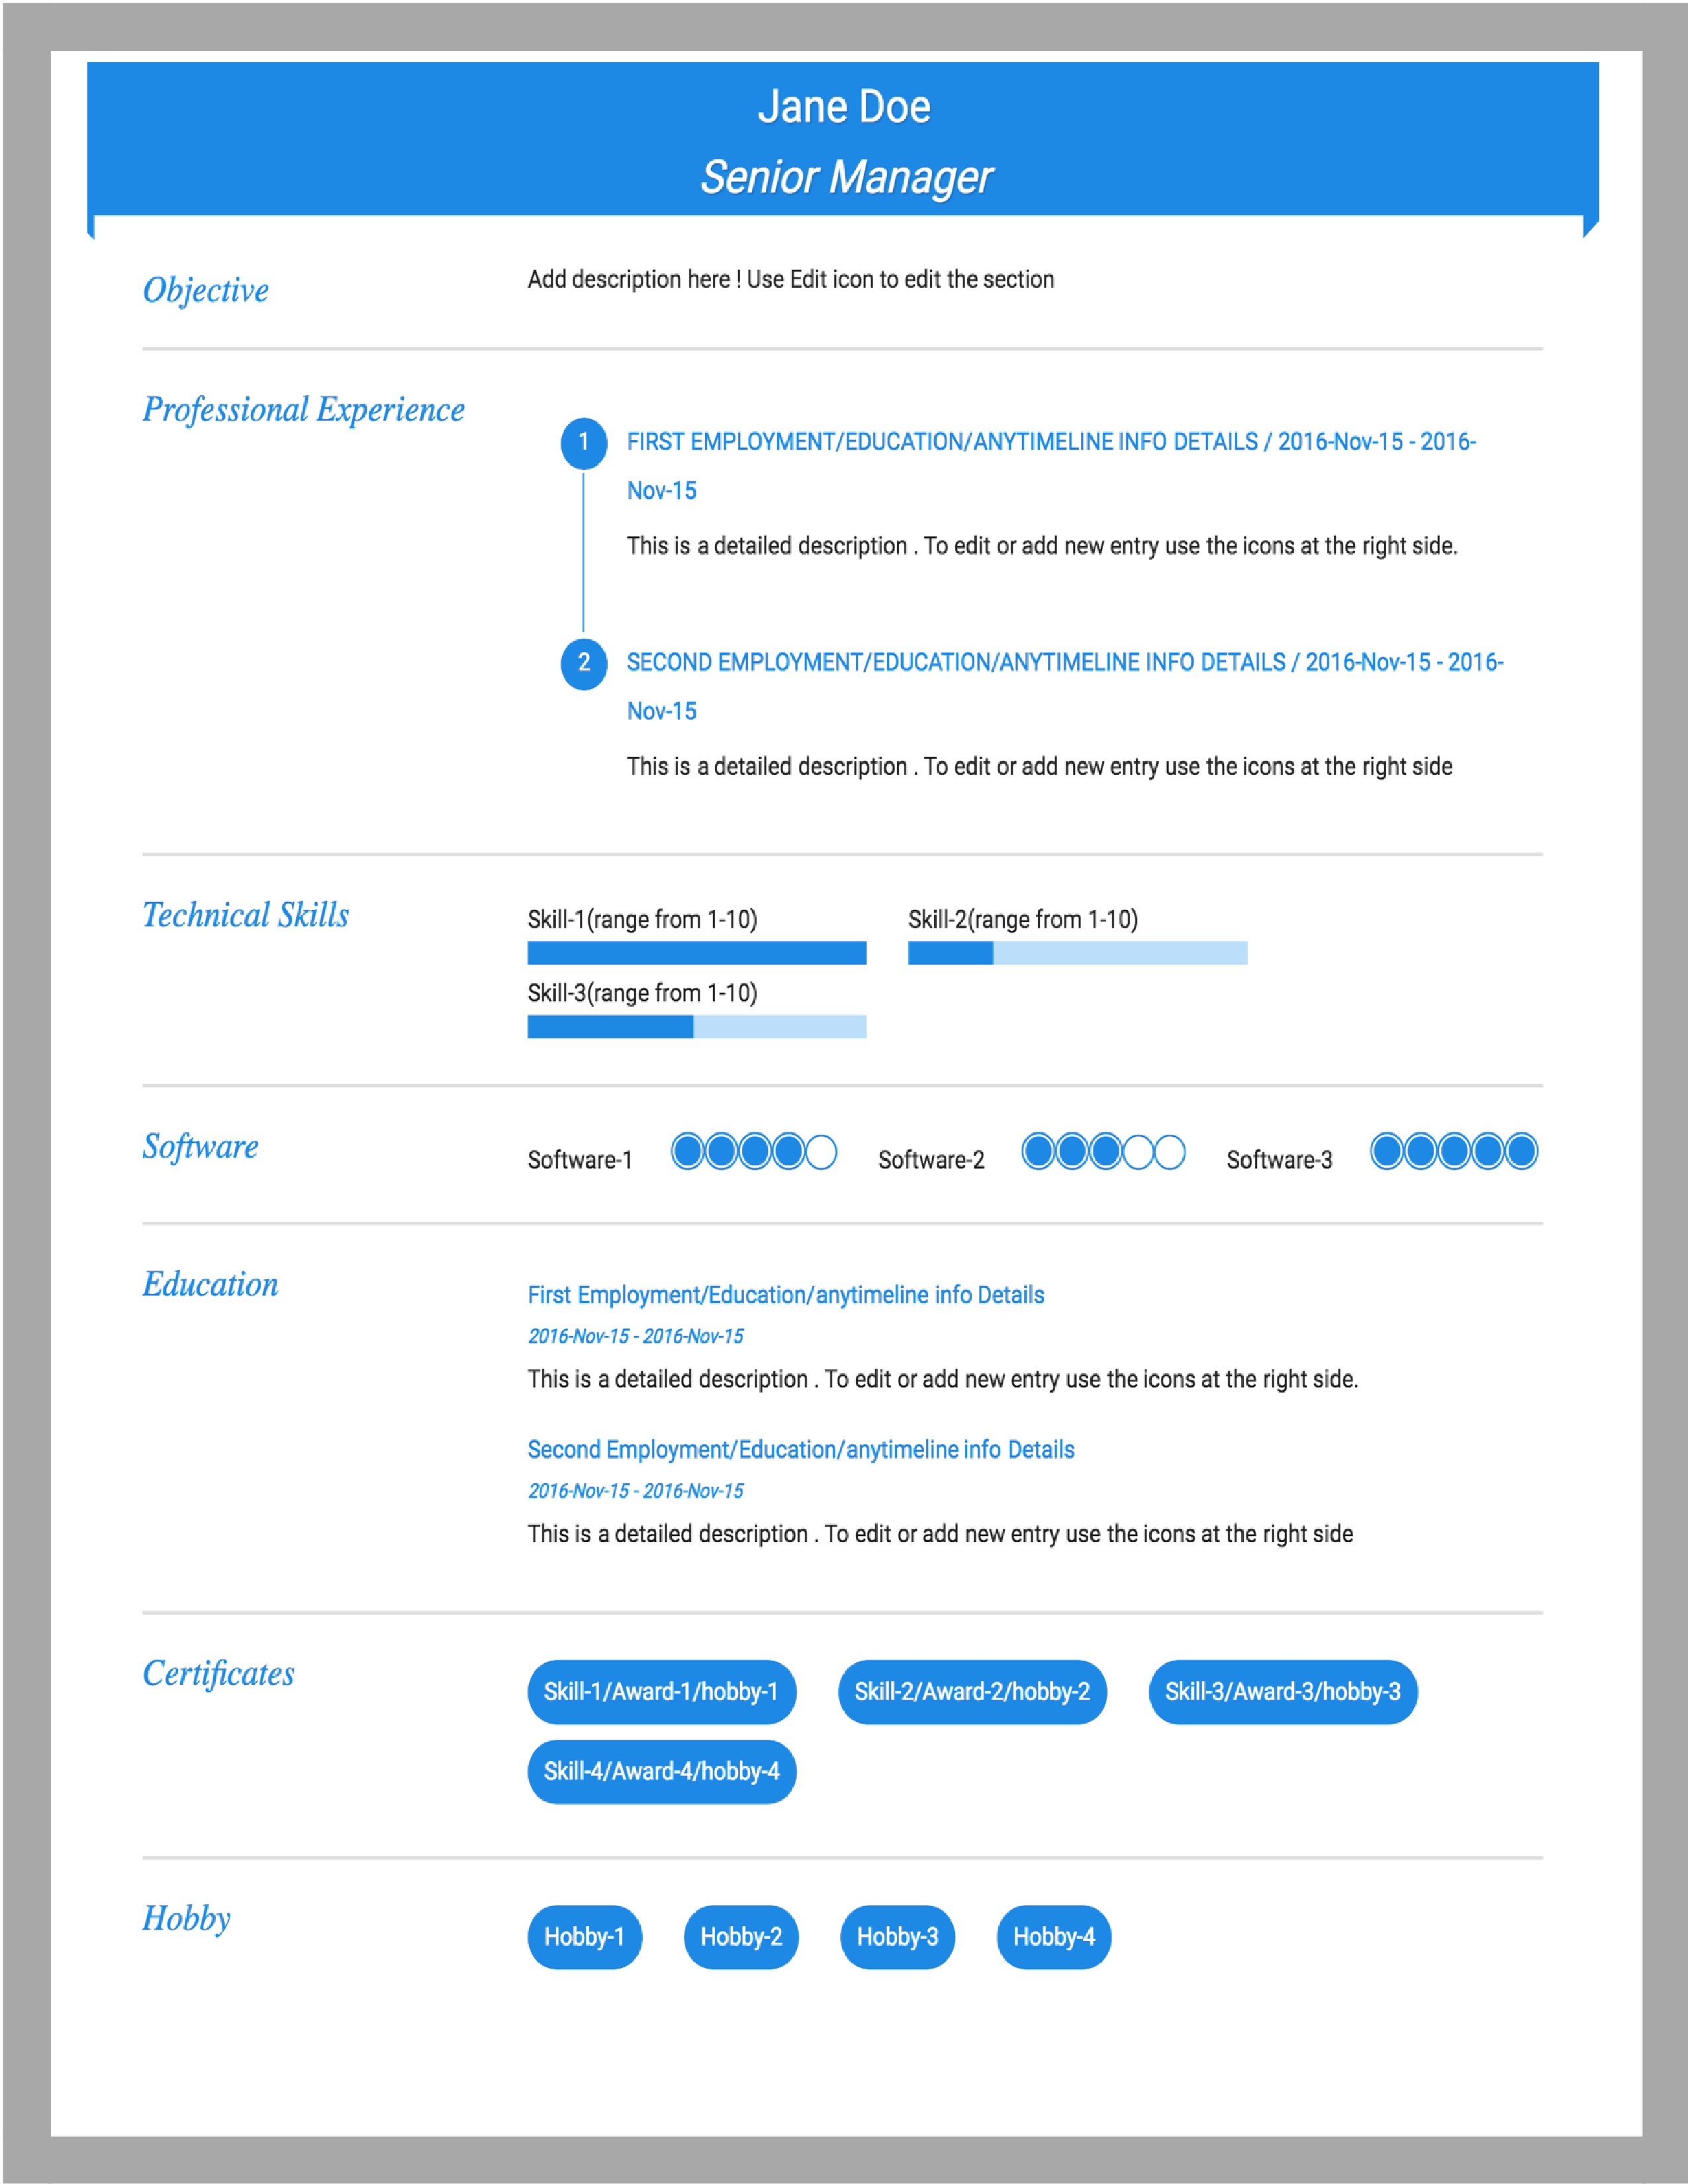 Jane Doe
Senior Manager
Objective
Add description here ! Use Edit icon to edit the section
Professional Experience
1
FIRST EMPLOYMENT/EDUCATION/ANYTIMELINE INFO DETAILS / 2016-Nov-15 - 2016-
Nov-15
This is a detailed description . To edit or add new entry use the icons at the right side.
2
SECOND EMPLOYMENT/EDUCATION/ANYTIMELINE INFO DETAILS / 2016-Nov-15 - 2016-
Nov-15
This is a detailed description . To edit or add new entry use the icons at the right side
Technical Skills
Skill-1(range from 1-10) Skill-2(range from 1-10)
Skill-3(range from 1-10)
Software
Software-1 Software-2 Software-3
Education
First Employment/Education/anytimeline info Details
2016-Nov-15 - 2016-Nov-15
This is a detailed description . To edit or add new entry use the icons at the right side.
Second Employment/Education/anytimeline info Details
2016-Nov-15 - 2016-Nov-15
This is a detailed description . To edit or add new entry use the icons at the right side
Certificates
Skill-1/Award-1/hobby-1 Skill-2/Award-2/hobby-2 Skill-3/Award-3/hobby-3
Skill-4/Award-4/hobby-4
Hobby
Hobby-1 Hobby-2 Hobby-3 Hobby-4